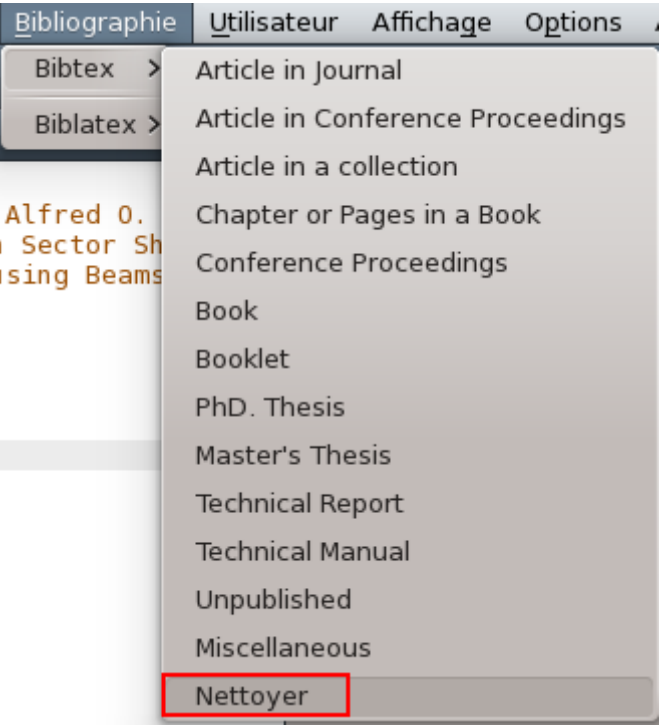 Bibliographie Utilisateur Affichage Options
Bibtex >
Biblatex >
Article in Journal
Article in Conference Proceedings
Article in a collection
Chapter or Pages in a Book
Conference Proceedings
Book
Booklet
PhD. Thesis
Master's Thesis
Technical Report
Technical Manual
Unpublished
Miscellaneous
Nettoyer
Alfred O.
Sector Sh
using Beams